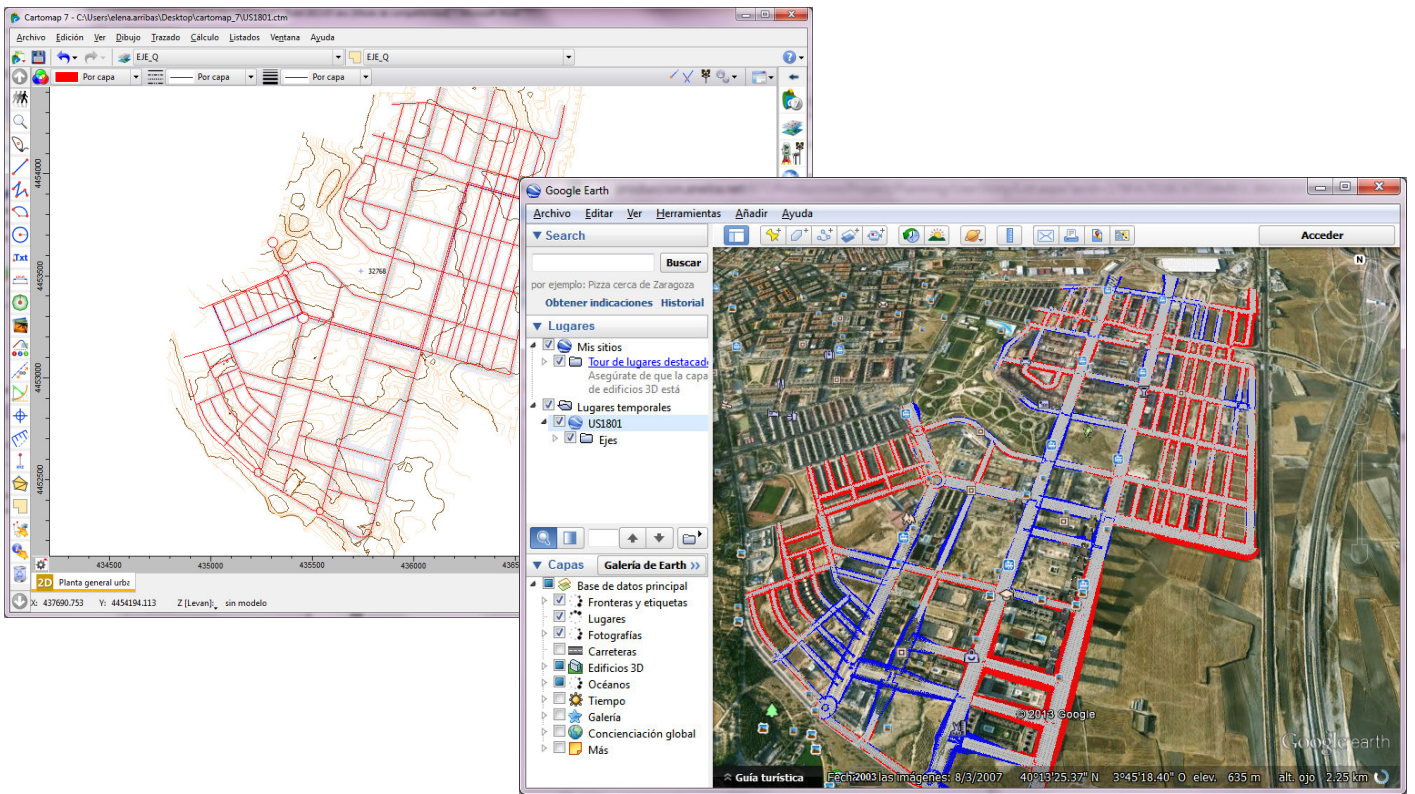 Cartomap 7 - C:\Users\elena.arribas\Desktop\cartomap_7\US1801.ctm
Archivo Edición Ver Dibujo Trazado Cálculo Listados Ventana Ayuda
EJE_Q EJE_Q
Por capa Por capa Por capa
.Txt
4454000
4453500
4453000
4452500
32768
434500 435000 435500 436000
2D Planta general urba
X: 437690.753 Y: 4454194.113 Z [Levan]: sin modelo
Google Earth
Archivo Editar Ver Herramientas Añadir Ayuda
Search
Acceder
Buscar
por ejemplo: Pizza cerca de Zaragoza
Obtener indicaciones Historial
Lugares
Mis sitios
Tour de lugares destacad
Asegúrate de que la capa
de edificios 3D está
Lugares temporales
US1801
Ejes
Capas Galería de Earth »
Base de datos principal
Fronteras y etiquetas
Lugares
Fotografías
Carreteras
Edificios 3D
Océanos
Tiempo
Galería
Concienciación global
Más
N
© 2013 Google
Google earth
Guía turística
2003 las imágenes: 8/3/2007 40°13'25.37" N 3°45'18.40" O elev. 635 m alt. ojo 2.25 km